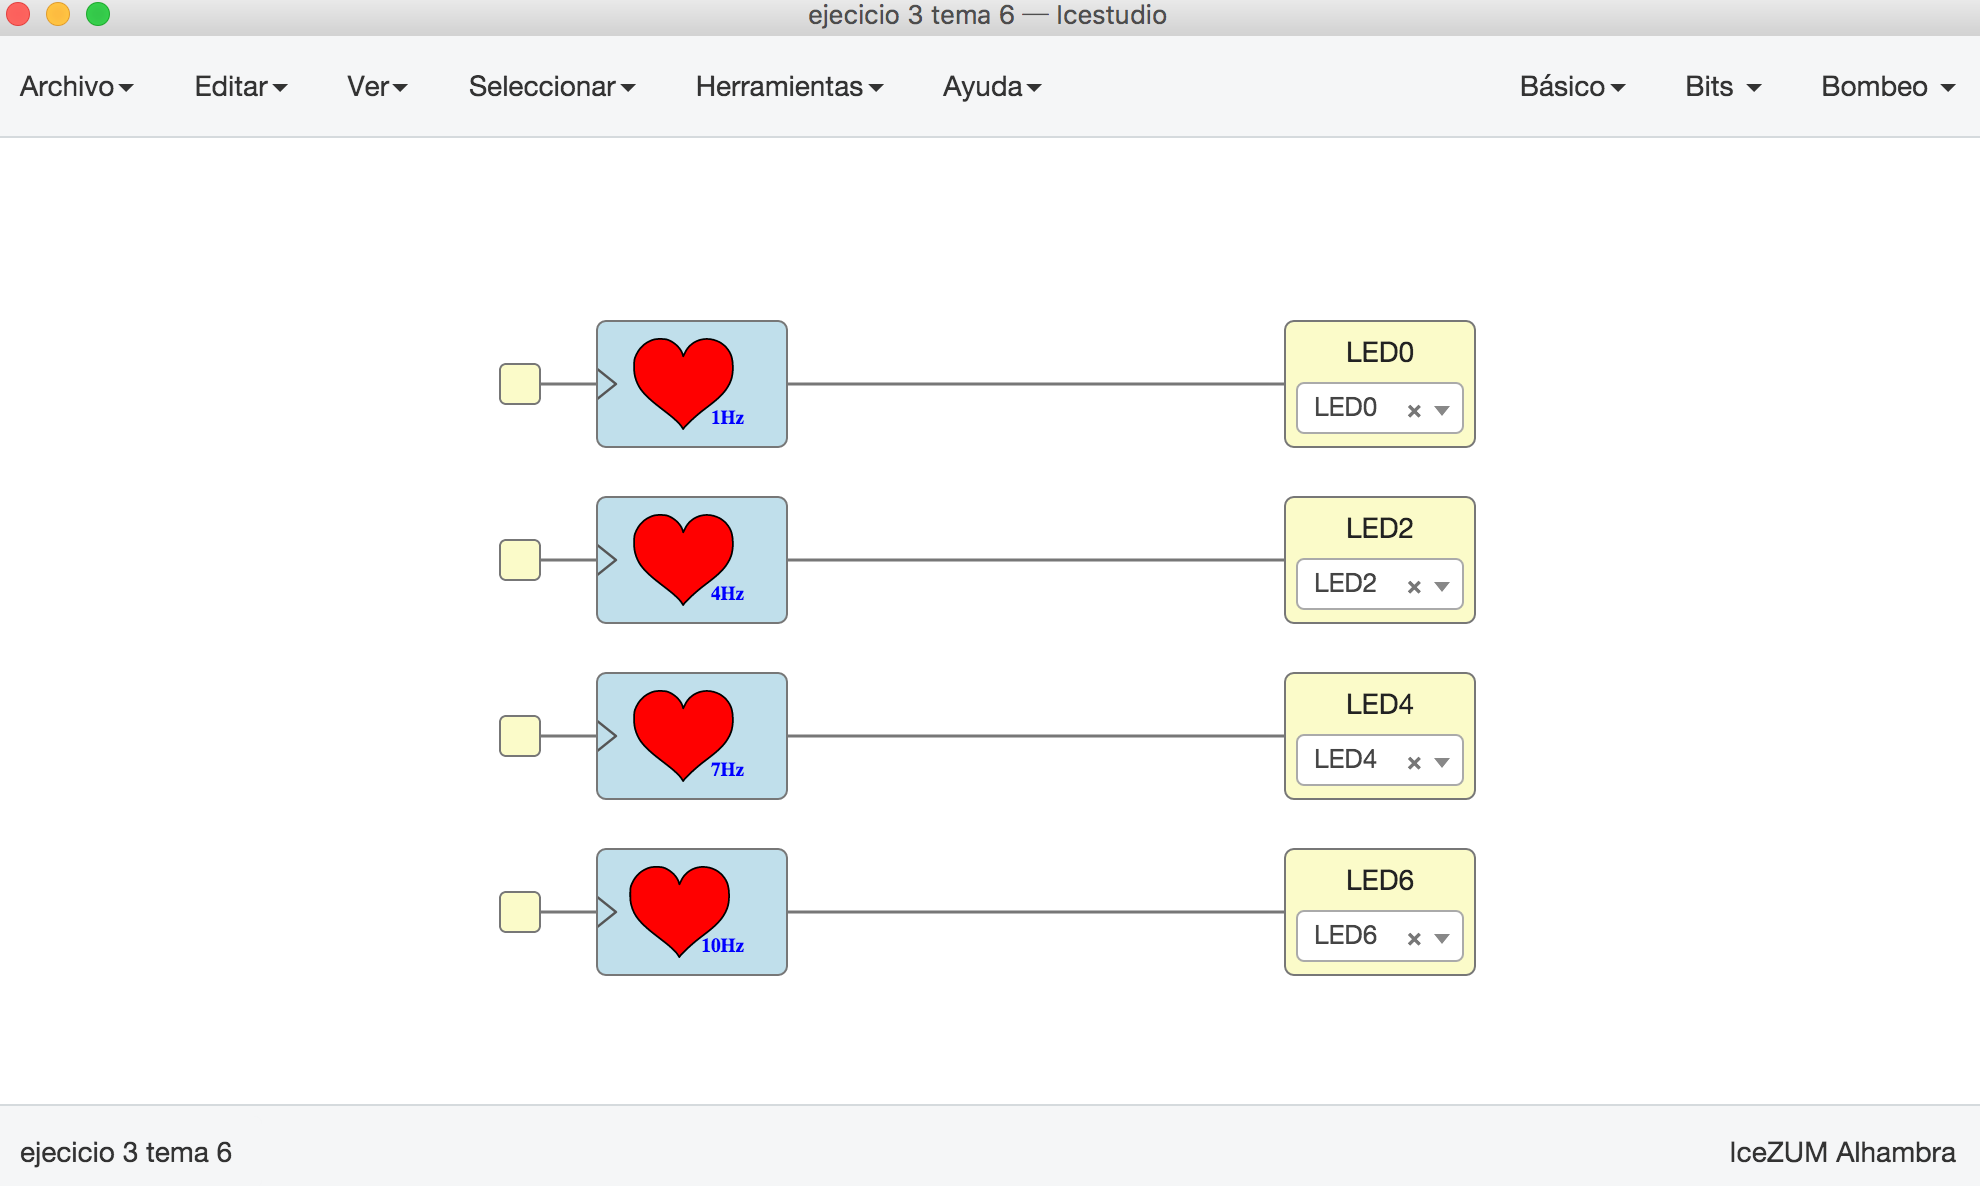 ejecicio 3 tema 6 — Icestudio
Archivo Editar Ver Seleccionar Herramientas Ayuda Básico Bits Bombeo
LED0
LED0
1Hz
LED2
LED2
4Hz
LED4
LED4
7Hz
LED6
LED6
10Hz
ejecicio 3 tema 6 IceZUM Alhambra